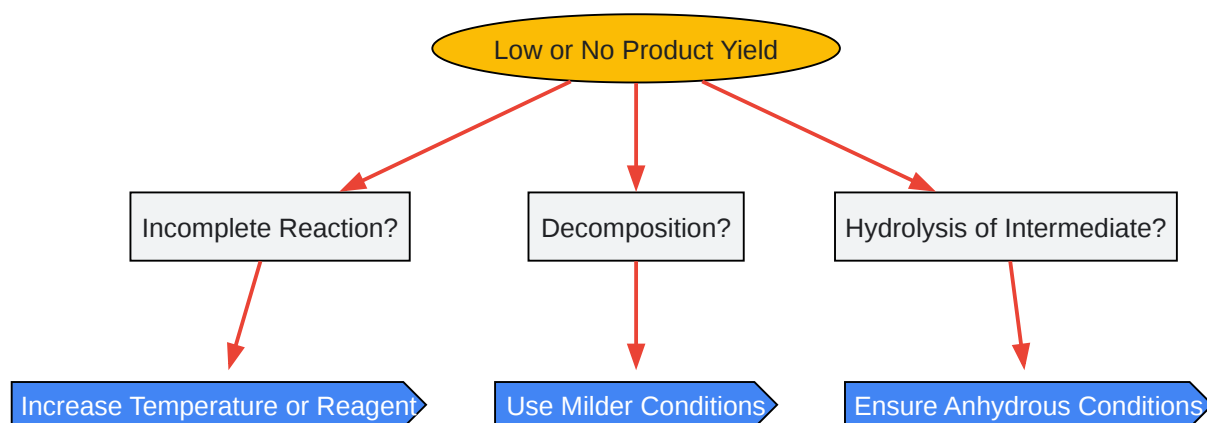 Low or No Product Yield
Incomplete Reaction?
Decomposition?
Hydrolysis of Intermediate?
Increase Temperature or Reagent
Use Milder Conditions
Ensure Anhydrous Conditions